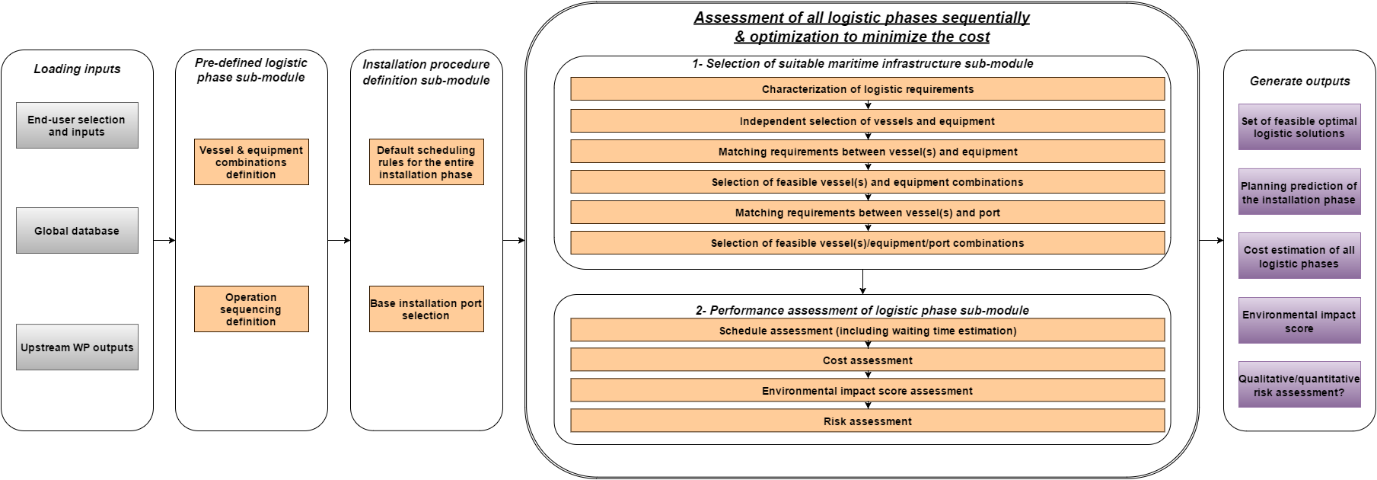 Loading inputs
End-user selection
and inputs
Global database
Upstream WP outputs
Pre-defined logistic
phase sub-module
Vessel & equipment
combinations
definition
Operation
sequencing
definition
Installation procedure
definition sub-module
Default scheduling
rules for the entire
installation phase
Base installation port
selection
Assessment of all logistic phases sequentially
& optimization to minimize the cost
1- Selection of suitable maritime infrastructure sub-module
Characterization of logistic requirements
Independent selection of vessels and equipment
Matching requirements between vessel(s) and equipment
Selection of feasible vessel(s) and equipment combinations
Matching requirements between vessel(s) and port
Selection of feasible vessel(s)/equipment/port combinations
2- Performance assessment of logistic phase sub-module
Schedule assessment (including waiting time estimation)
Cost assessment
Environmental impact score assessment
Risk assessment
Generate outputs
Set of feasible optimal
logistic solutions
Planning prediction of
the installation phase
Cost estimation of all
logistic phases
Environmental impact
score
Qualitative/quantitative
risk assessment?